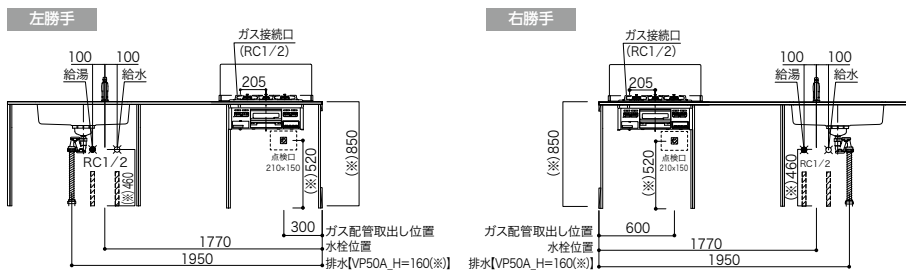 左勝手
ガス接続口
(RC1/2)
100 100
給湯 給水
205
RC1/2
(※)460
点検口
210×150
(※)520
(※)850
300
ガス配管取出し位置
1770
水栓位置
1950
排水【VP50A_H=160(※)】
右勝手
ガス接続口
(RC1/2)
100 100
給湯 給水
205
(※)850
(※)520
点検口
210×150
(※)460
RC1/2
ガス配管取出し位置
600
水栓位置
1770
排水【VP50A_H=160(※)】
1950